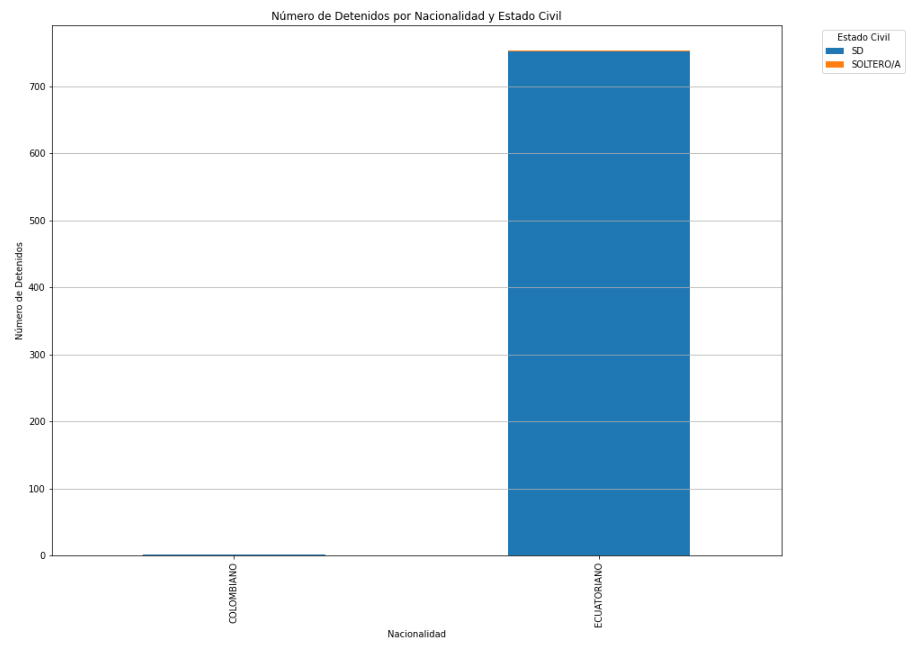 Número de Detenidos por Nacionalidad y Estado Civil
Estado Civil
SD
SOLTERO/A
700
600
500
400
300
200
100
0
Número de Detenidos
COLOMBIANO
ECUATORIANO
Nacionalidad